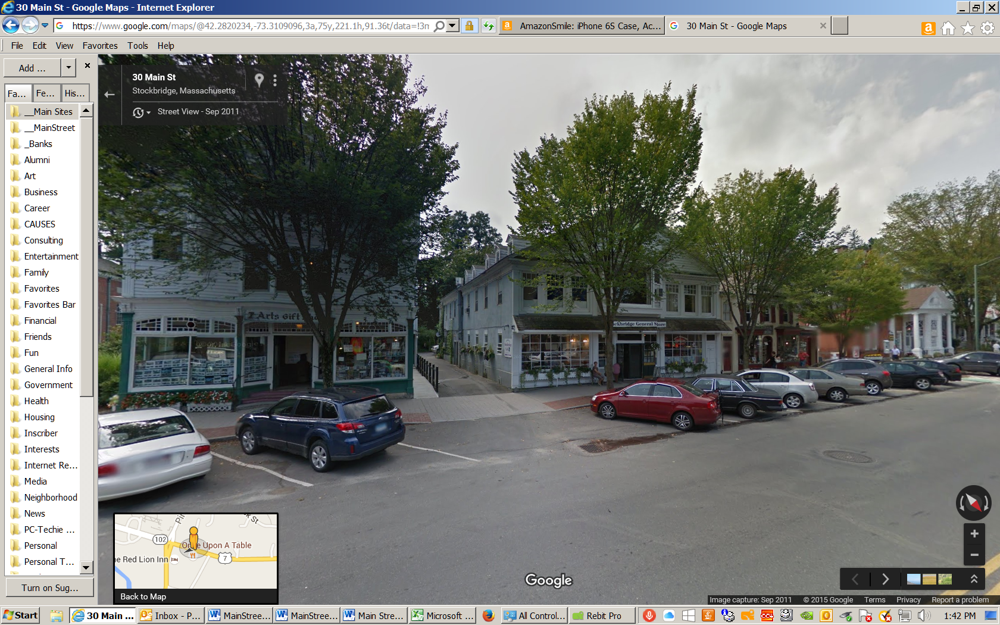 30 Main St - Google Maps - Internet Explorer
https://www.google.com/maps/@42.2820234,-73.3109096,3a,75y,221.1h,91.36t/data=!3m
AmazonSmile: iPhone 6S Case, Ac...
30 Main St - Google Maps
File Edit View Favorites Tools Help
Add ...
Fa... Fe... His...
__Main Sites
__MainStreet
_Banks
Alumni
Art
Business
Career
CAUSES
Consulting
Entertainment
Family
Favorites
Favorites Bar
Financial
Friends
Fun
General Info
Government
Health
Housing
Inscriber
Interests
Internet Re...
Media
Neighborhood
News
PC-Techie ...
Personal
Personal T...
Turn on Sug...
30 Main St
Stockbridge, Massachusetts
Street View - Sep 2011
Arts Gift
ockbridge General Store
102
Once Upon A Table
e Red Lion Inn
7
k St
Back to Map
Google
Image capture: Sep 2011 © 2015 Google Terms Privacy Report a problem
Start
30 Main ...
Inbox - P...
MainStree...
MainStree...
Main Stre...
Microsoft ...
All Control...
Rebit Pro
1:42 PM